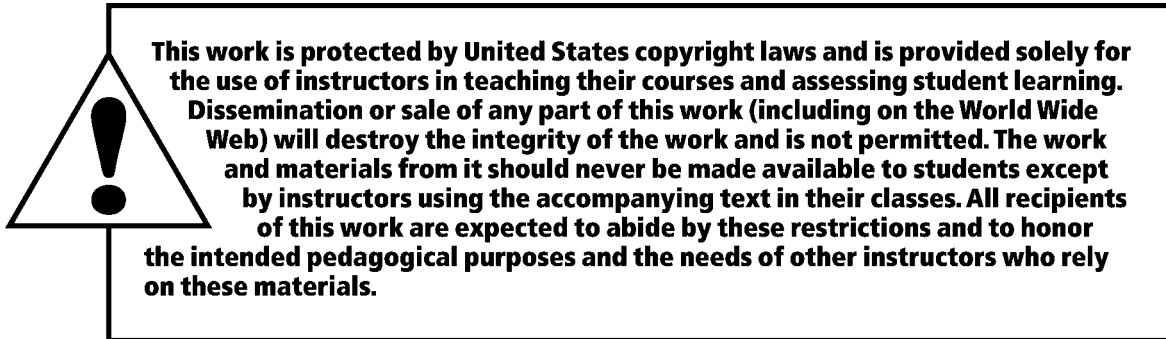 This work is protected by United States copyright laws and is provided solely for
the use of instructors in teaching their courses and assessing student learning.
Dissemination or sale of any part of this work (including on the World Wide
Web) will destroy the integrity of the work and is not permitted. The work
and materials from it should never be made available to students except
by instructors using the accompanying text in their classes. All recipients
of this work are expected to abide by these restrictions and to honor
the intended pedagogical purposes and the needs of other instructors who rely
on these materials.